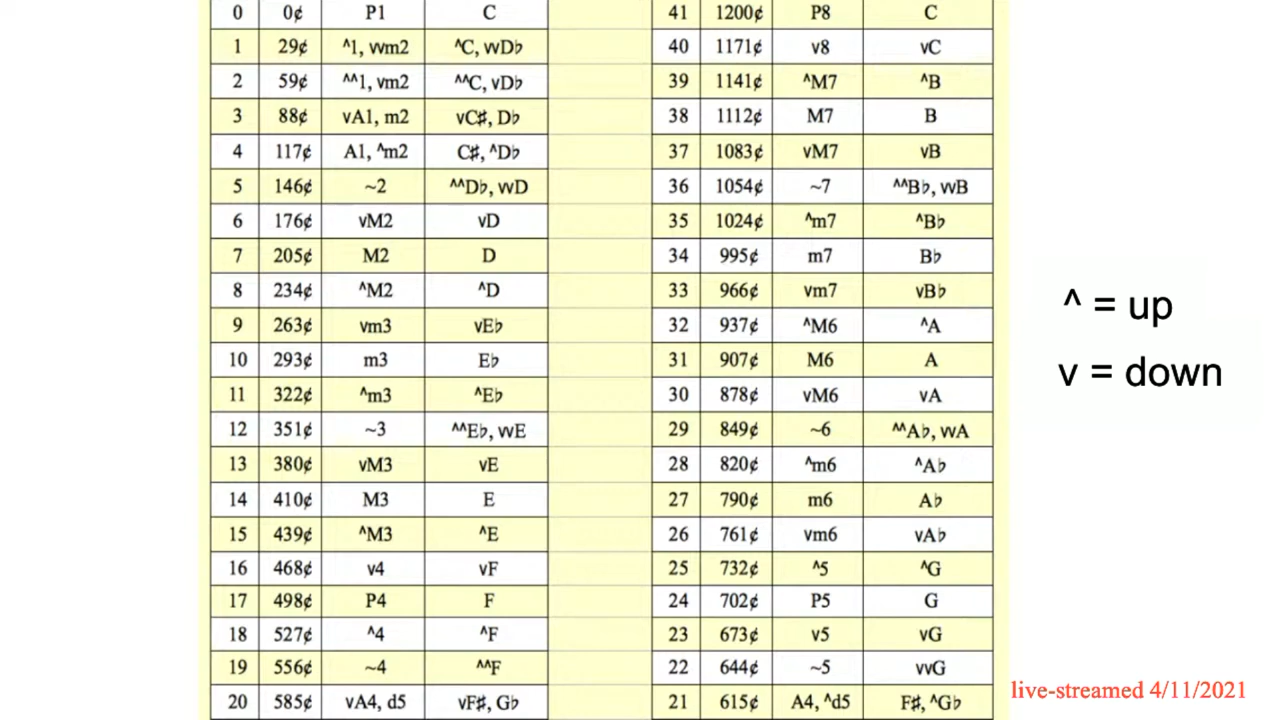 0 0¢ P1 C 41 1200¢ P8 C
1 29¢ ^1, vvm2 ^C, vvD♭ 40 1171¢ v8 vC
2 59¢ ^^1, vm2 ^^C, vD♭ 39 1141¢ ^M7 ^B
3 88¢ vA1, m2 vC♯, D♭ 38 1112¢ M7 B
4 117¢ A1, ^m2 C♯, ^D♭ 37 1083¢ vM7 vB
5 146¢ ~2 ^^D♭, vvD 36 1054¢ ~7 ^^B♭, vvB
6 176¢ vM2 vD 35 1024¢ ^m7 ^B♭
7 205¢ M2 D 34 995¢ m7 B♭
8 234¢ ^M2 ^D 33 966¢ vm7 vB♭
9 263¢ vm3 vE♭ 32 937¢ ^M6 ^A
10 293¢ m3 E♭ 31 907¢ M6 A
11 322¢ ^m3 ^E♭ 30 878¢ vM6 vA
12 351¢ ~3 ^^E♭, vvE 29 849¢ ~6 ^^A♭, vvA
13 380¢ vM3 vE 28 820¢ ^m6 ^A♭
14 410¢ M3 E 27 790¢ m6 A♭
15 439¢ ^M3 ^E 26 761¢ vm6 vA♭
16 468¢ v4 vF 25 732¢ ^5 ^G
17 498¢ P4 F 24 702¢ P5 G
18 527¢ ^4 ^F 23 673¢ v5 vG
19 556¢ ~4 ^^F 22 644¢ ~5 vvG
20 585¢ vA4, d5 vF♯, G♭ 21 615¢ A4, ^d5 F♯, ^G♭
^ = up
v = down
live-streamed 4/11/2021